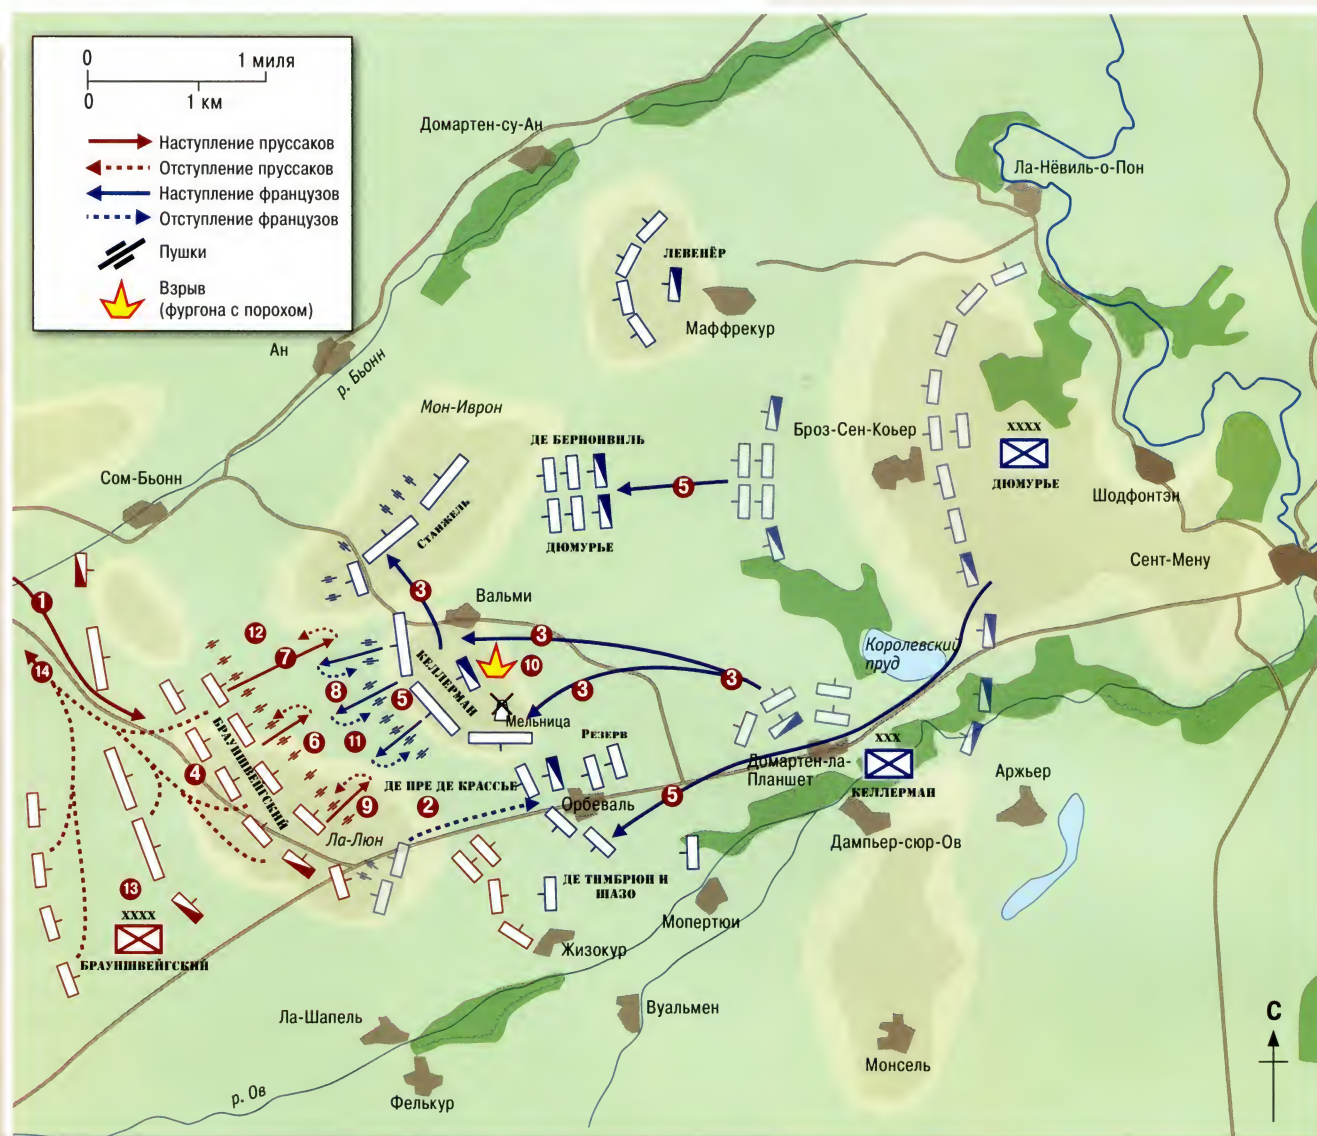 0
1 миля
0
1 км
Наступление пруссаков
Отступление пруссаков
Наступление французов
Отступление французов
Пушки
Взрыв
(фургона с порохом)
Домартен-су-Ан
Ла-Нёвиль-о-Пон
ЛЕВЕНЁР
Маффрекур
Ан
р. Бьонн
Мон-Иврон
ДЕ БЕРНОНВИЛЬ
Броз-Сен-Коьер
XXXX
ДЮМУРЬЕ
Шодфонтэн
Сом-Бьонн
СТАНЖЕЛЬ
5
ДЮМУРЬЕ
Сент-Мену
1
3
Вальми
12
3
7
КЕЛЛЕРМАН
10
Королевский
пруд
14
8
5
3
3
Мельница
БРАУНШВЕЙГСКИЙ
6
11
РЕЗЕРВ
XXX
4
ДЕ ПРЕ ДЕ КРАССЬЕ
Домартен-ла-
Планшет
КЕЛЛЕРМАН
Аржьер
9
2
Орбеваль
5
Ла-Люн
Дампьер-сюр-Ов
13
ДЕ ТИМБРЮН И
ШАЗО
XXXX
БРАУНШВЕЙГСКИЙ
Мопертюи
Жизокур
Ла-Шапель
Вуальмен
С
Монсель
р. Ов
Фелькур